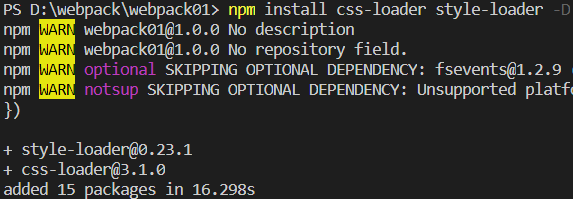 PS D:\webpack\webpack01> npm install css-loader style-loader -D
npm WARN webpack01@1.0.0 No description
npm WARN webpack01@1.0.0 No repository field.
npm WARN optional SKIPPING OPTIONAL DEPENDENCY: fsevents@1.2.9
npm WARN notsup SKIPPING OPTIONAL DEPENDENCY: Unsupported platf
})
+ style-loader@0.23.1
+ css-loader@3.1.0
added 15 packages in 16.298s